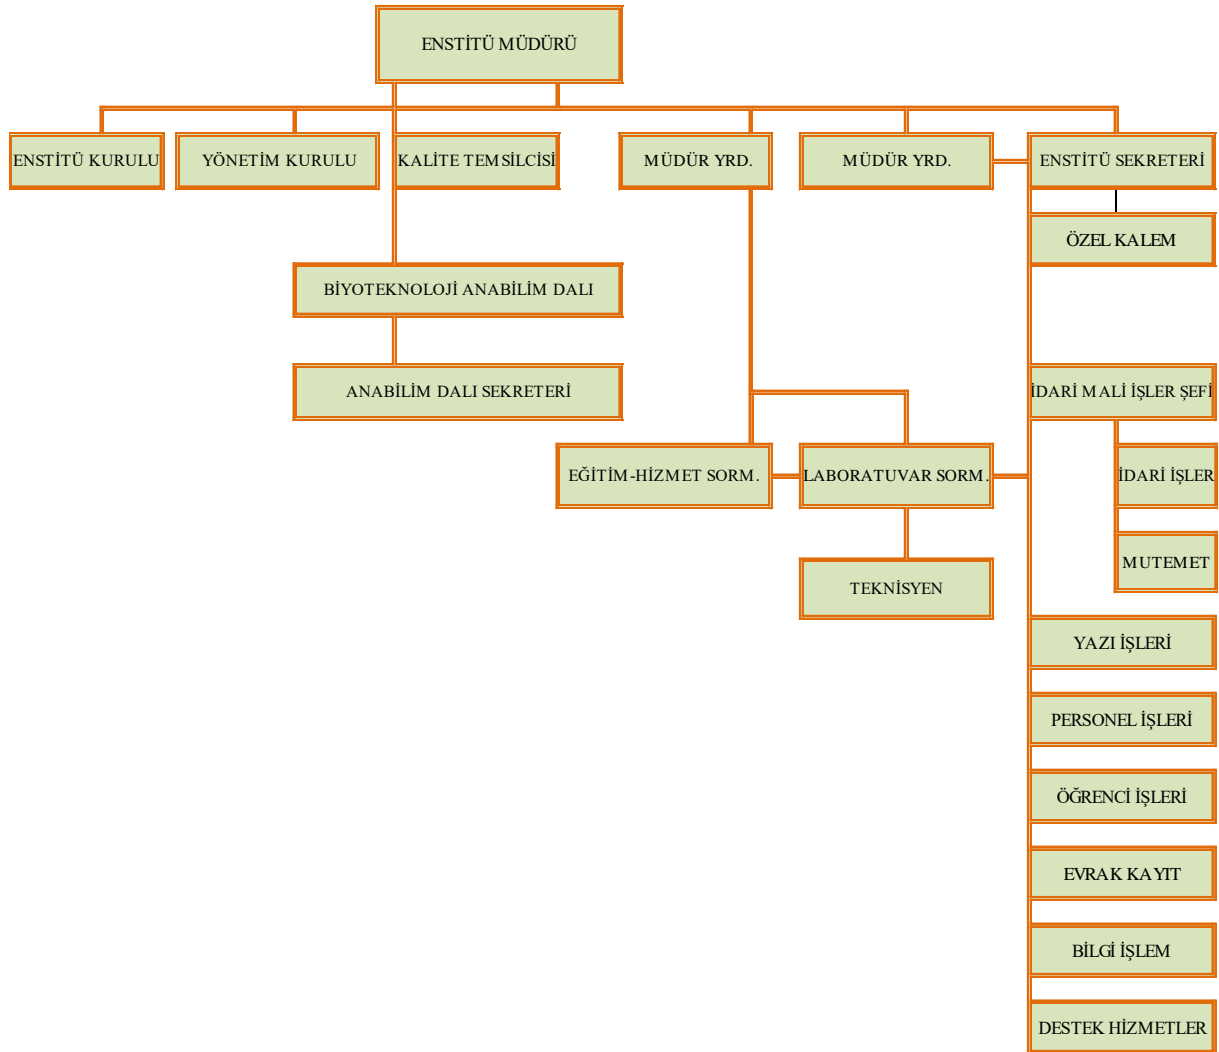 ENSTİTÜ MÜDÜRÜ
ENSTİTÜ KURULU
YÖNETİM KURULU
KALİTE TEMSİLCİSİ
MÜDÜR YRD.
MÜDÜR YRD.
ENSTİTÜ SEKRETERİ
ÖZEL KALEM
BİYOTEKNOLOJİ ANABİLİM DALI
ANABİLİM DALI SEKRETERİ
İDARİ MALİ İŞLER ŞEFİ
EĞİTİM-HİZMET SORM.
LABORATUVAR SORM.
İDARİ İŞLER
MUTEMET
TEKNİSYEN
YAZI İŞLERİ
PERSONEL İŞLERİ
ÖĞRENCİ İŞLERİ
EVRAK KAYIT
BİLGİ İŞLEM
DESTEK HİZMETLER